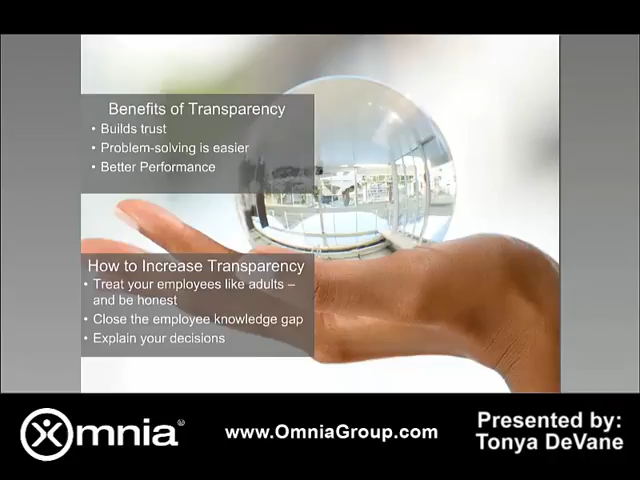 Benefits of Transparency
• Builds trust
• Problem-solving is easier
• Better Performance
How to Increase Transparency
• Treat your employees like adults –
and be honest
• Close the employee knowledge gap
• Explain your decisions
Omnia®
www.OmniaGroup.com
Presented by:
Tonya DeVane